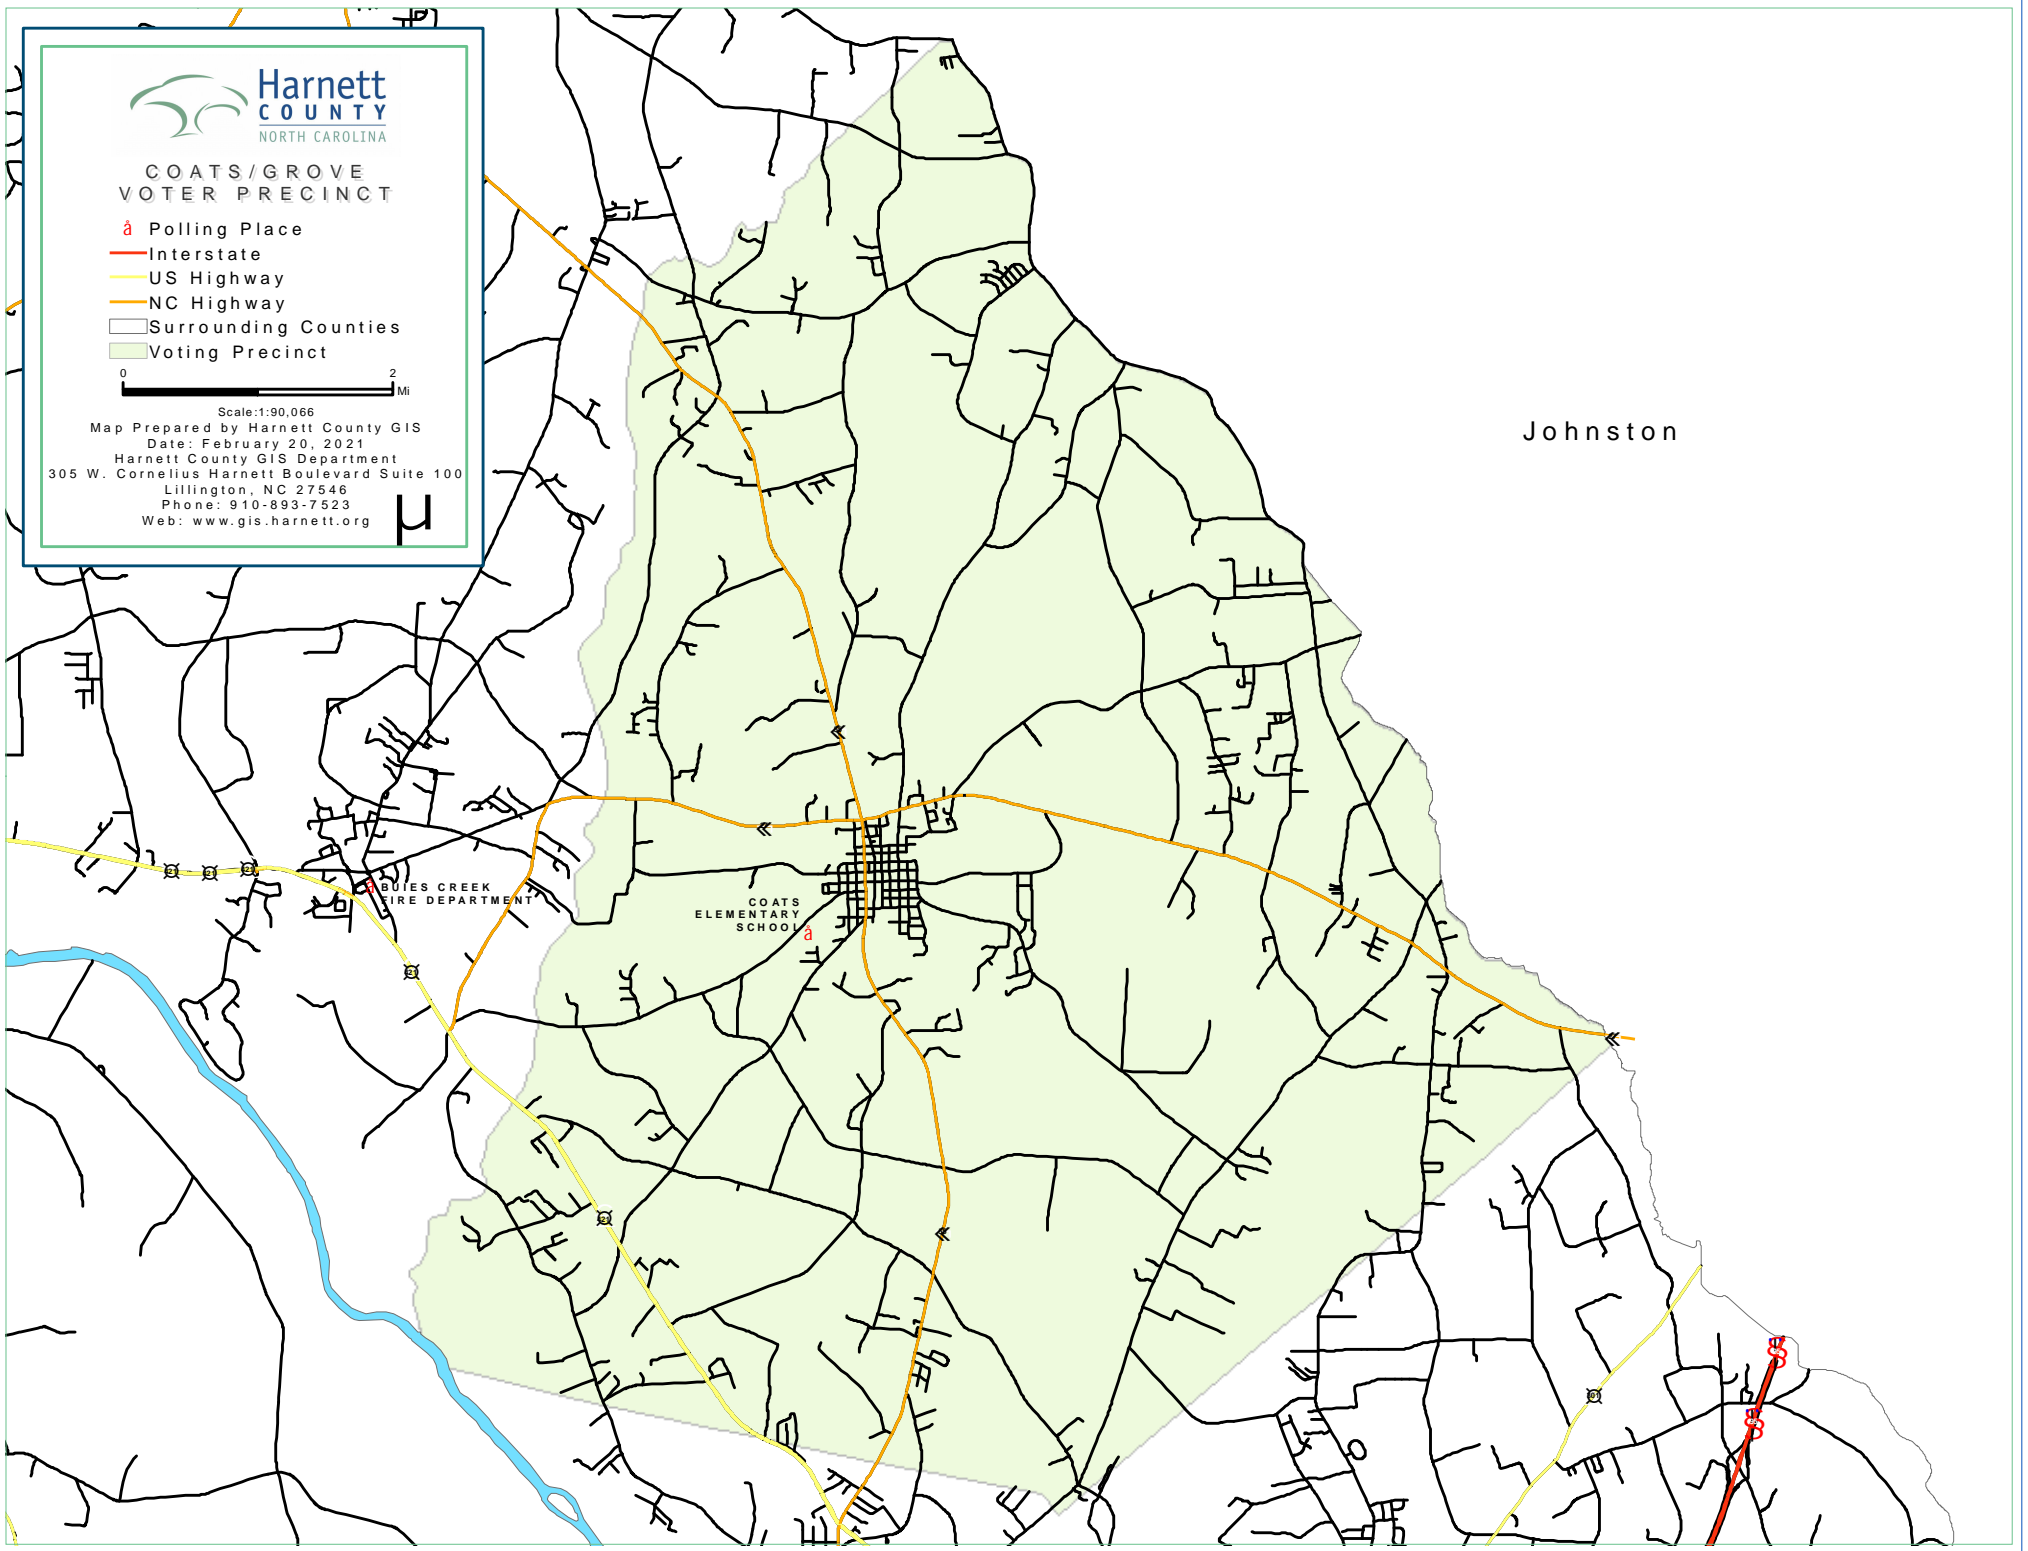 Harnett
COUNTY
NORTH CAROLINA
COATS/GROVE
VOTER PRECINCT
å Polling Place
Interstate
US Highway
NC Highway
Surrounding Counties
Voting Precinct
0 2
Mi
Scale:1:90,066
Map Prepared by Harnett County GIS
Date: February 20, 2021
Harnett County GIS Department
305 W. Cornelius Harnett Boulevard Suite 100
Lillington, NC 27546
Phone: 910-893-7523
Web: www.gis.harnett.org
µ
Johnston
å BUIES CREEK
FIRE DEPARTMENT
COATS
ELEMENTARY
SCHOOL å